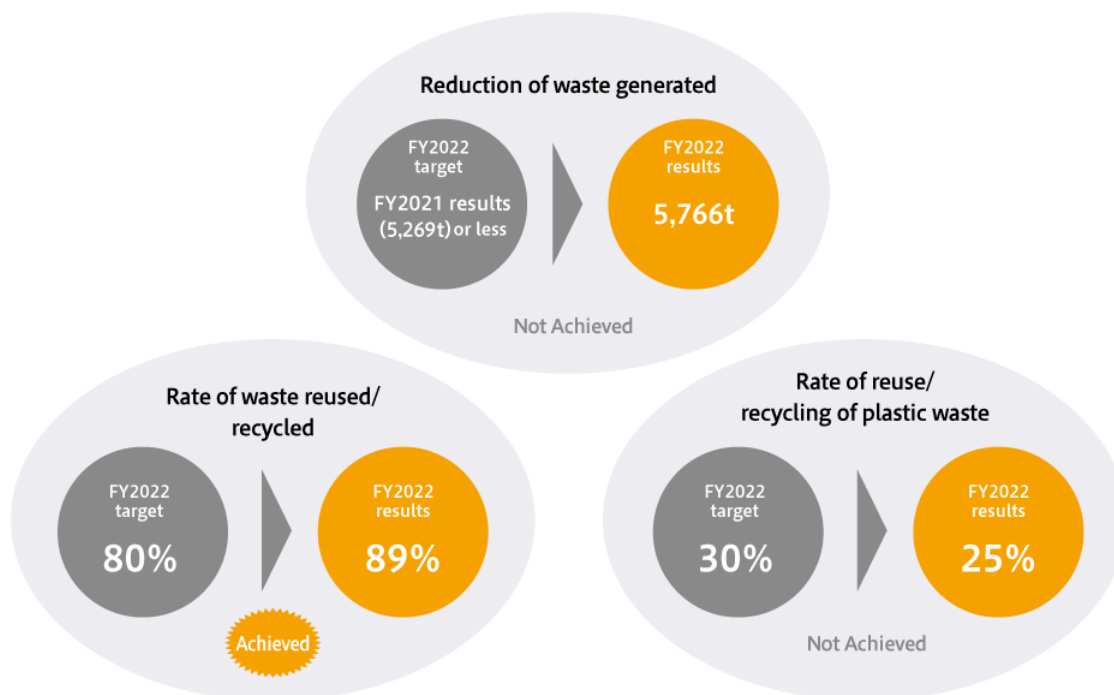 Reduction of waste generated
FY2022
target
FY2021 results
(5,269t) or less
FY2022
results
5,766t
Not Achieved
Rate of waste reused/
recycled
FY2022
target
80%
FY2022
results
89%
Achieved
Rate of reuse/
recycling of plastic waste
FY2022
target
30%
FY2022
results
25%
Not Achieved